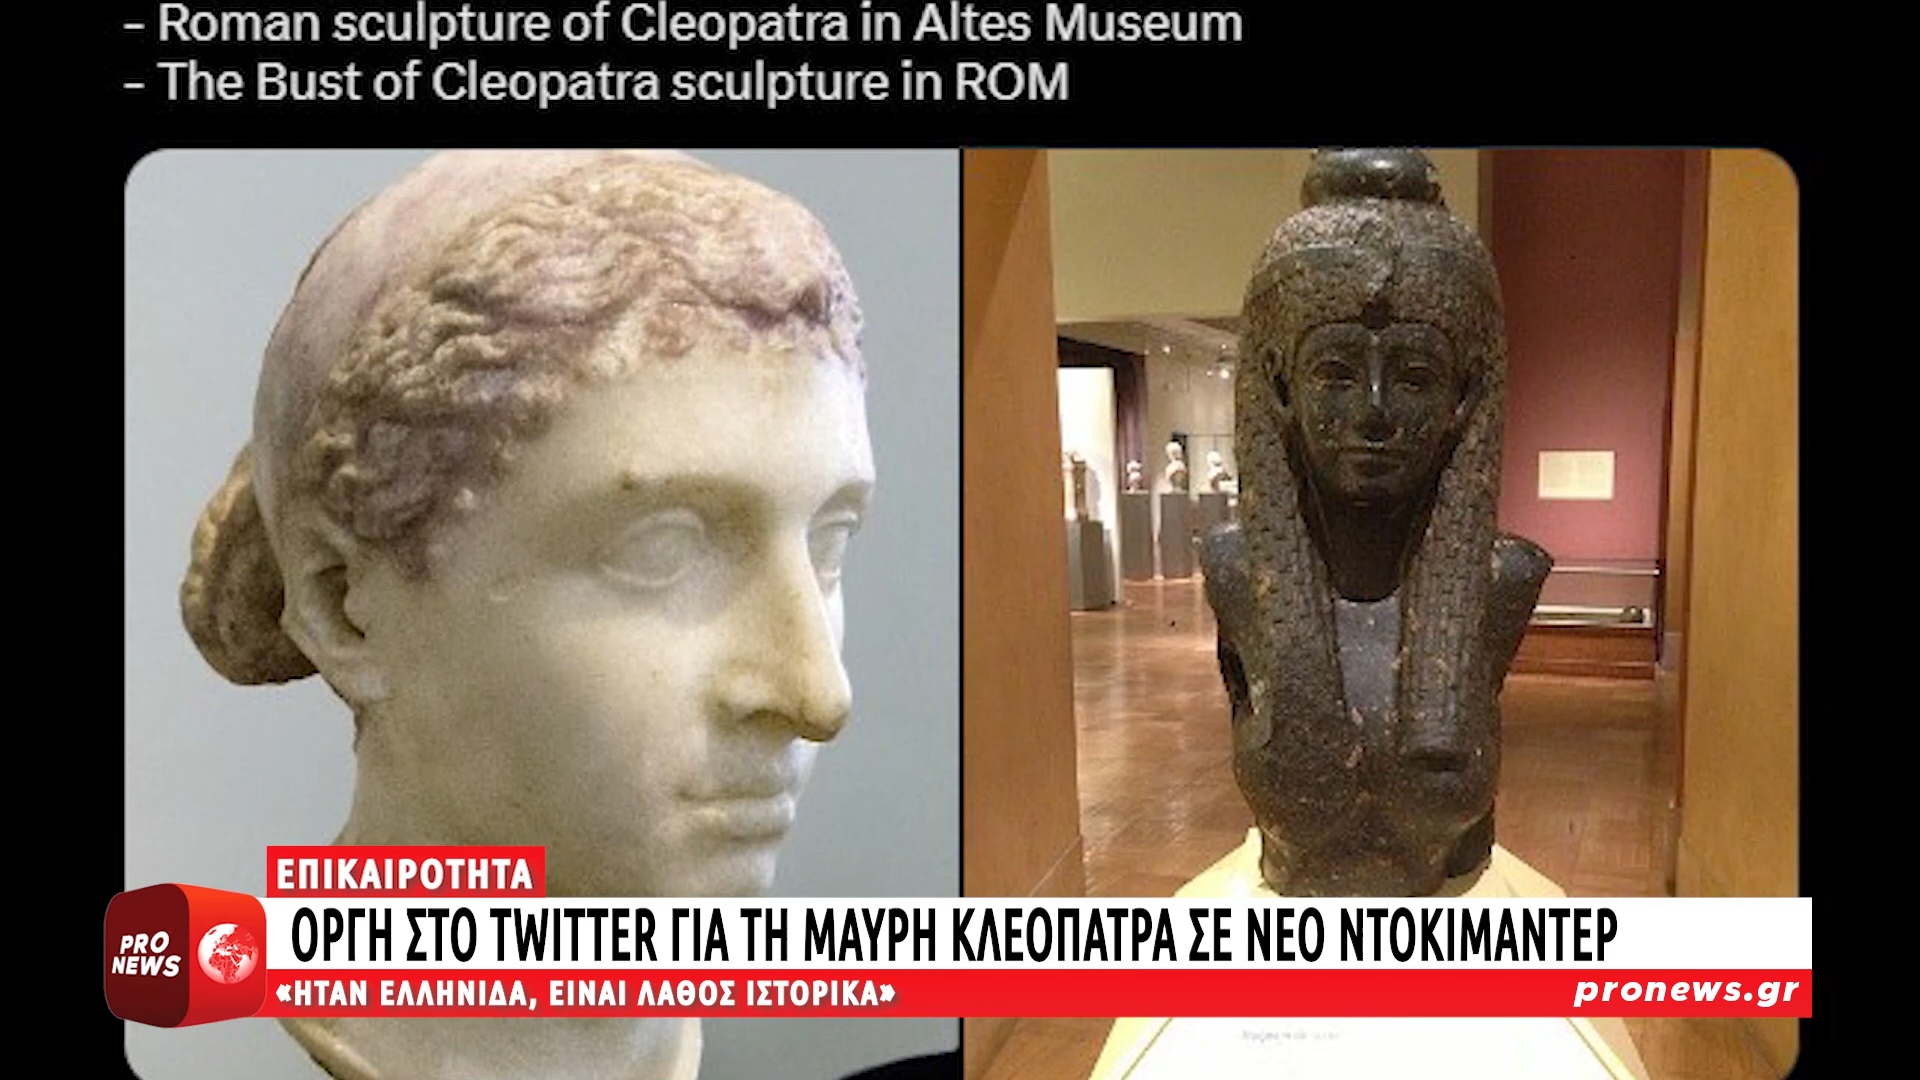 – Roman sculpture of Cleopatra in Altes Museum
– The Bust of Cleopatra sculpture in ROM
ΕΠΙΚΑΙΡΟΤΗΤΑ
PRO
NEWS
ΟΡΓΗ ΣΤΟ TWITTER ΓΙΑ ΤΗ ΜΑΥΡΗ ΚΛΕΟΠΑΤΡΑ ΣΕ ΝΕΟ ΝΤΟΚΙΜΑΝΤΕΡ
«ΗΤΑΝ ΕΛΛΗΝΙΔΑ, ΕΙΝΑΙ ΛΑΘΟΣ ΙΣΤΟΡΙΚΑ»
pronews.gr